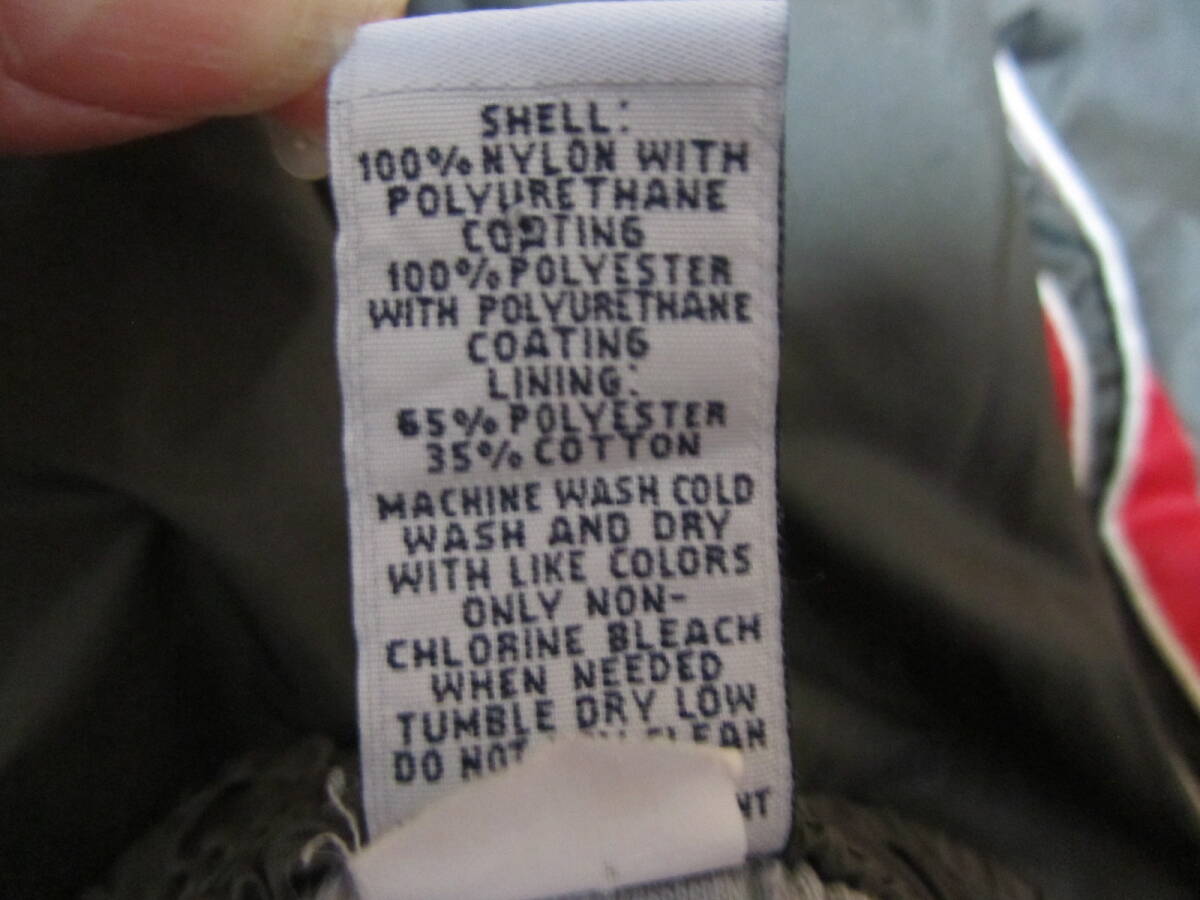 SHELL:
100% NYLON WITH
POLYURETHANE
COATING
100% POLYESTER
WITH POLYURETHANE
COATING
LINING:
65% POLYESTER
35% COTTON
MACHINE WASH COLD
WASH AND DRY
WITH LIKE COLORS
ONLY NON-
CHLORINE BLEACH
WHEN NEEDED
TUMBLE DRY LOW
DO NOT CLEAN